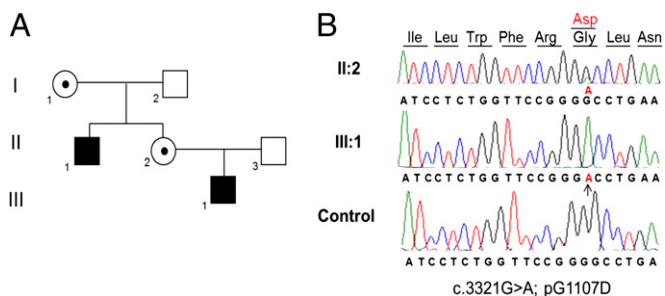 A
I
1
2
II
1
2
3
III
1
B
Asp
Ile Leu Trp Phe Arg Gly Leu Asn
II:2
A
ATCCTCTGGTTCCGGGGCCTGAA
III:1
ATCCTCTGGTTCCGGGACCTGAA
Control
ATCCTCTGGTTCCGGGGCCTGA
c.3321G>A; pG1107D